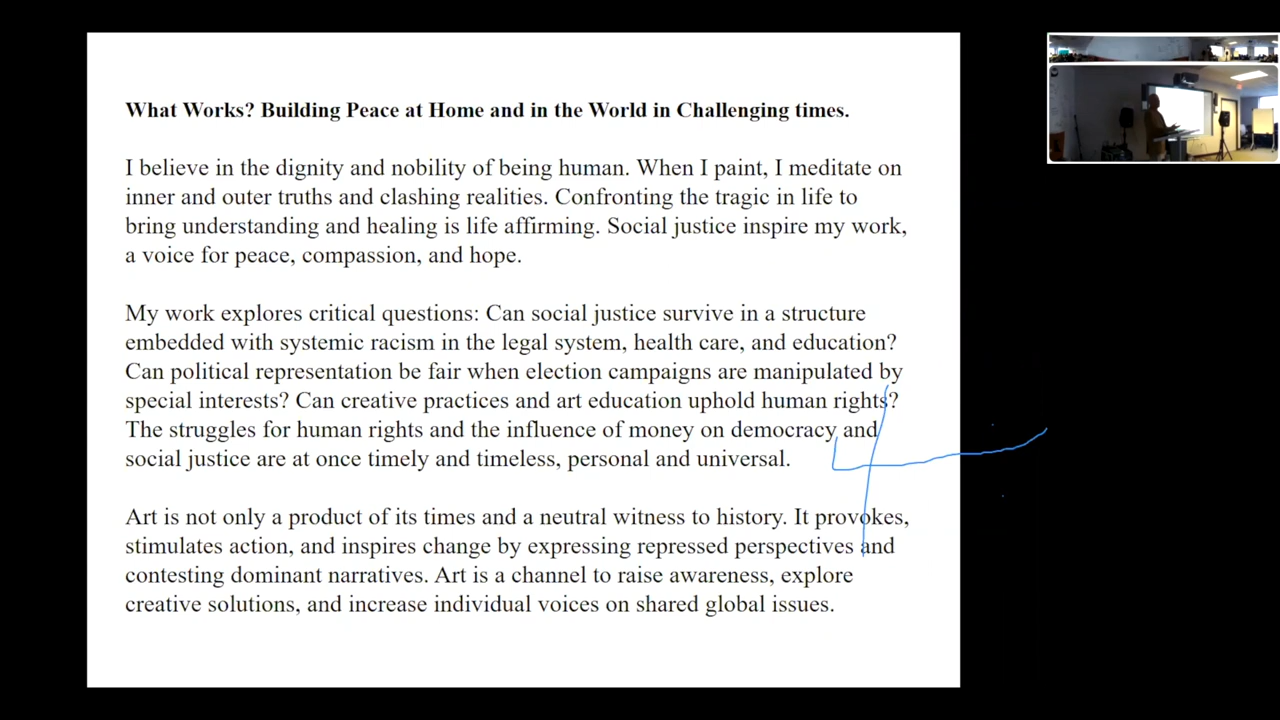 What Works? Building Peace at Home and in the World in Challenging times.
I believe in the dignity and nobility of being human. When I paint, I meditate on
inner and outer truths and clashing realities. Confronting the tragic in life to
bring understanding and healing is life affirming. Social justice inspire my work,
a voice for peace, compassion, and hope.
My work explores critical questions: Can social justice survive in a structure
embedded with systemic racism in the legal system, health care, and education?
Can political representation be fair when election campaigns are manipulated by
special interests? Can creative practices and art education uphold human rights?
The struggles for human rights and the influence of money on democracy and
social justice are at once timely and timeless, personal and universal.
Art is not only a product of its times and a neutral witness to history. It provokes,
stimulates action, and inspires change by expressing repressed perspectives and
contesting dominant narratives. Art is a channel to raise awareness, explore
creative solutions, and increase individual voices on shared global issues.